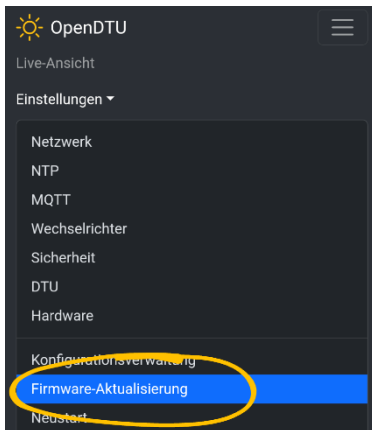 OpenDTU
Live-Ansicht
Einstellungen
Netzwerk
NTP
MQTT
Wechselrichter
Sicherheit
DTU
Hardware
Konfigurationsverwaltung
Firmware-Aktualisierung
Neustart